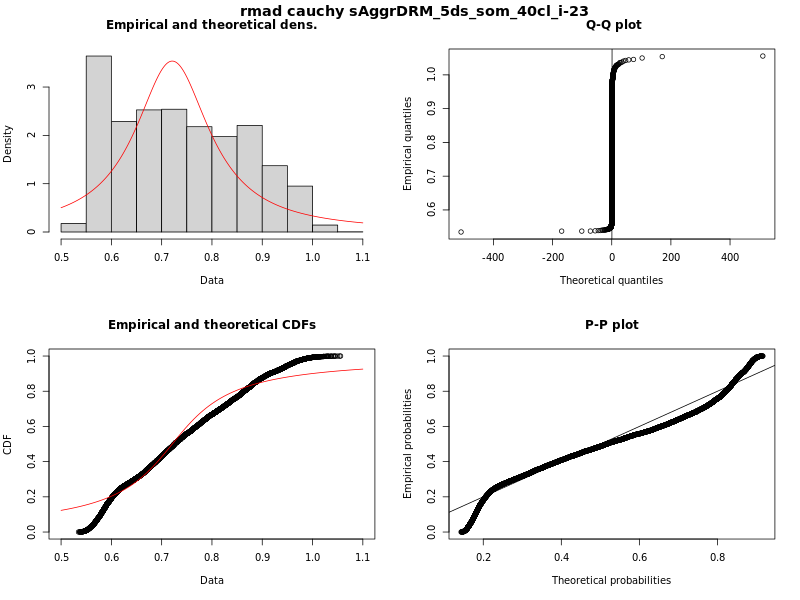 rmad cauchy sAggrDRM_5ds_som_40cl_i-23
Empirical and theoretical dens.
Density
0 1 2 3
0.5 0.6 0.7 0.8 0.9 1.0 1.1
Data
Q-Q plot
Empirical quantiles
0.6 0.7 0.8 0.9 1.0
-400 -200 0 200 400
Theoretical quantiles
Empirical and theoretical CDFs
CDF
0.0 0.2 0.4 0.6 0.8 1.0
0.5 0.6 0.7 0.8 0.9 1.0 1.1
Data
P-P plot
Empirical probabilities
0.0 0.2 0.4 0.6 0.8 1.0
0.2 0.4 0.6 0.8
Theoretical probabilities